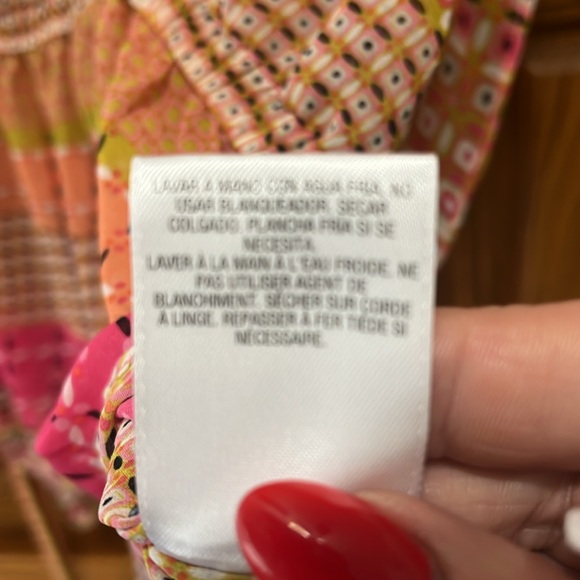 LAVAR A MANO CON AGUA FRIA. NO
USAR BLANQUEADOR. SECAR
COLGADO. PLANCHA FRIA SI SE
NECESITA.
LAVER À LA MAIN À L'EAU FROIDE. NE
PAS UTILISER AGENT DE
BLANCHIMENT. SÉCHER SUR CORDE
À LINGE. REPASSER À FER TIÈDE SI
NÉCESSAIRE.